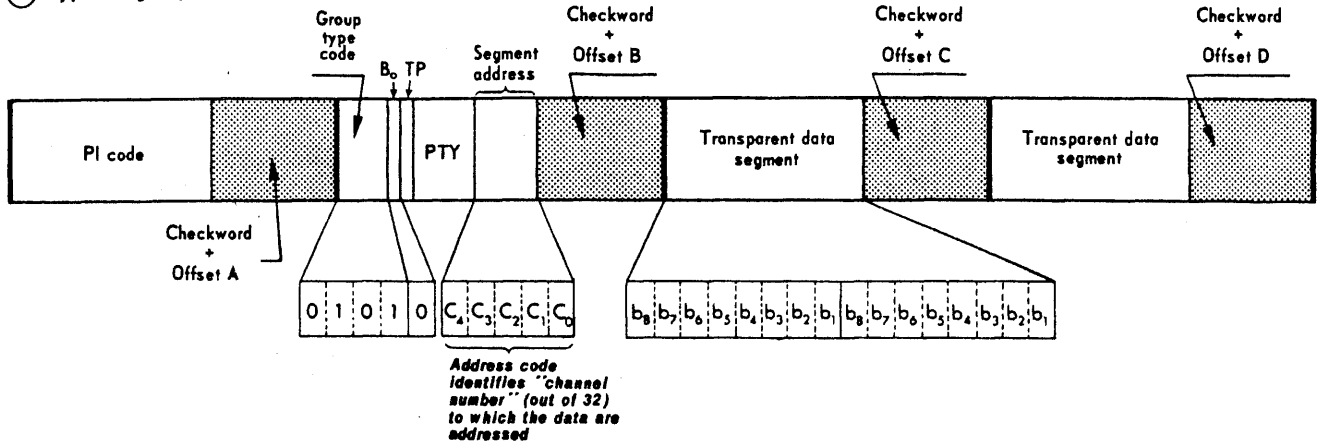 Group
type
code
B₀ TP
Segment
address
Checkword
+
Offset B
Checkword
+
Offset C
Checkword
+
Offset D
PI code
PTY
Transparent data
segment
Transparent data
segment
Checkword
+
Offset A
0 1 0 1 0
C₄ C₃ C₂ C₁ C₀
b₈ b₇ b₆ b₅ b₄ b₃ b₂ b₁ b₈ b₇ b₆ b₅ b₄ b₃ b₂ b₁
Address code
identifies "channel
number" (out of 32)
to which the data are
addressed